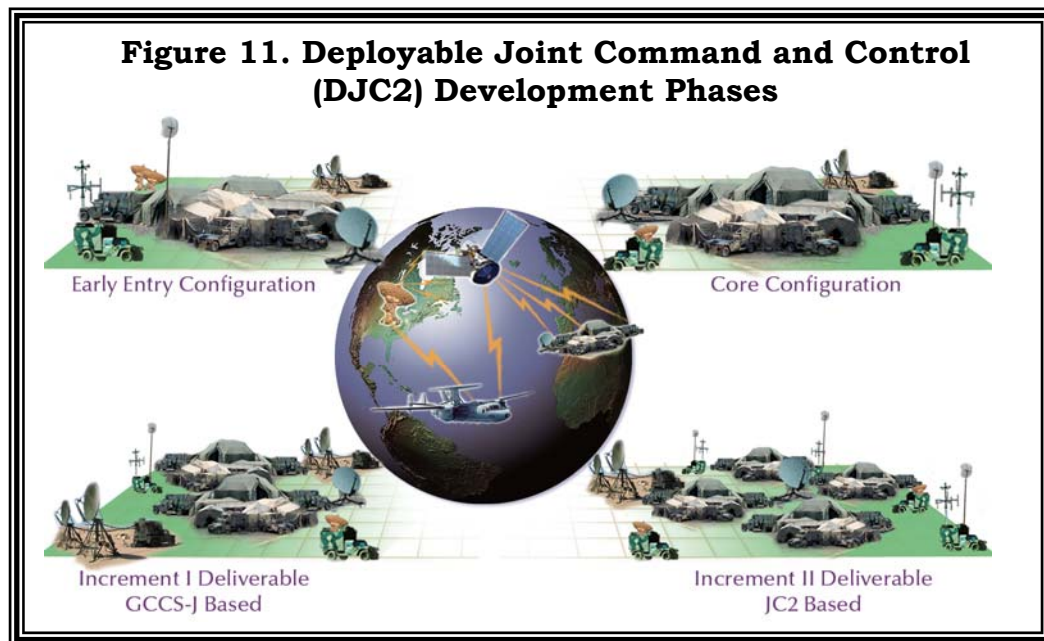 Figure 11. Deployable Joint Command and Control
(DJC2) Development Phases
Early Entry Configuration
Core Configuration
Increment I Deliverable
GCCS-J Based
Increment II Deliverable
JC2 Based